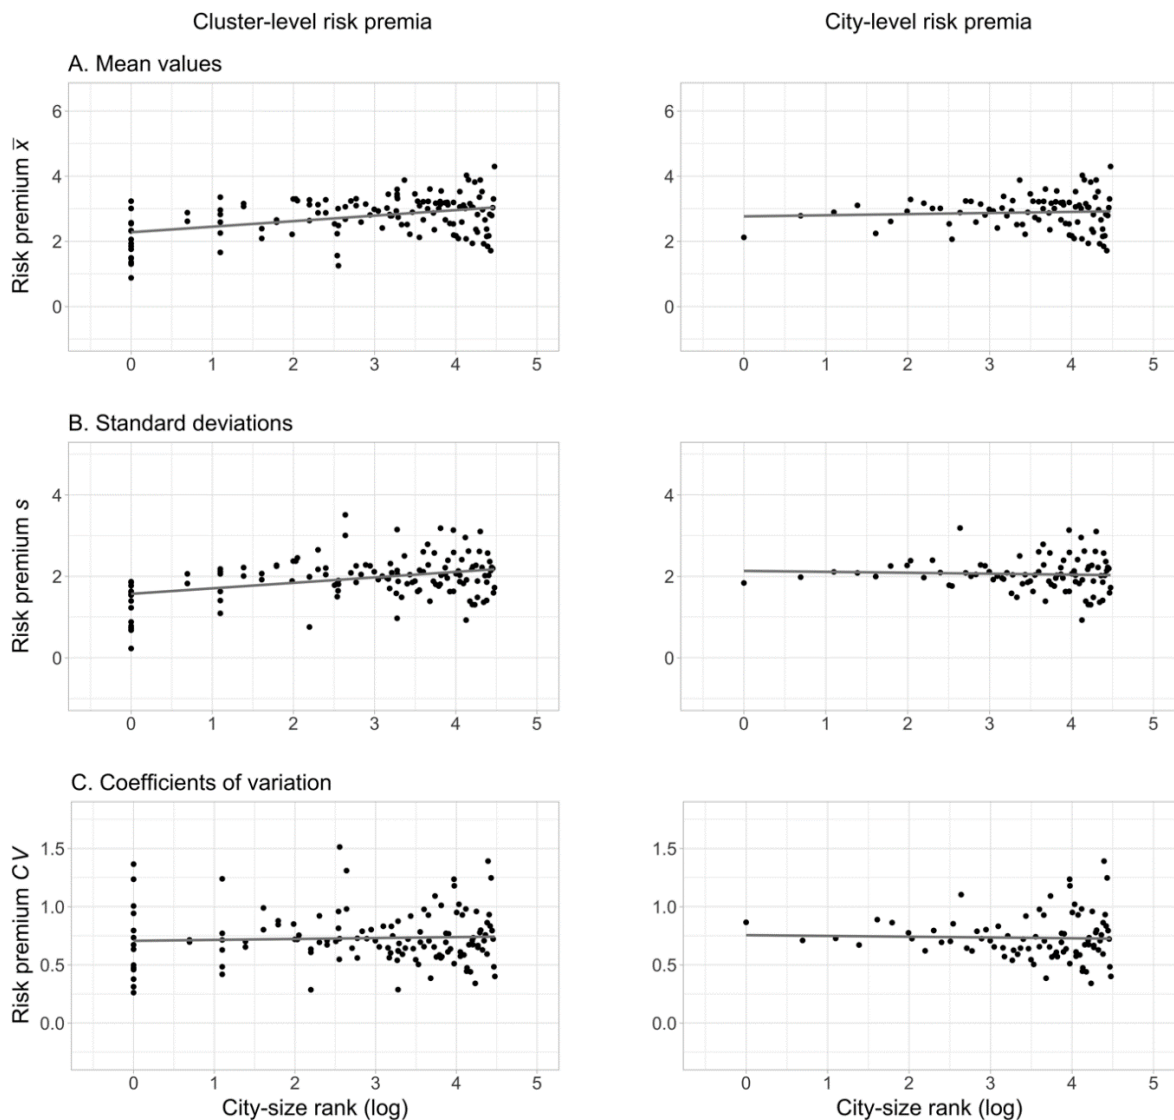 Cluster-level risk premia
City-level risk premia
A. Mean values
Risk premium x̅
6
4
2
0
0 1 2 3 4 5
6
4
2
0
0 1 2 3 4 5
B. Standard deviations
Risk premium s
4
2
0
0 1 2 3 4 5
4
2
0
0 1 2 3 4 5
C. Coefficients of variation
Risk premium CV
1.5
1.0
0.5
0.0
0 1 2 3 4 5
City-size rank (log)
1.5
1.0
0.5
0.0
0 1 2 3 4 5
City-size rank (log)